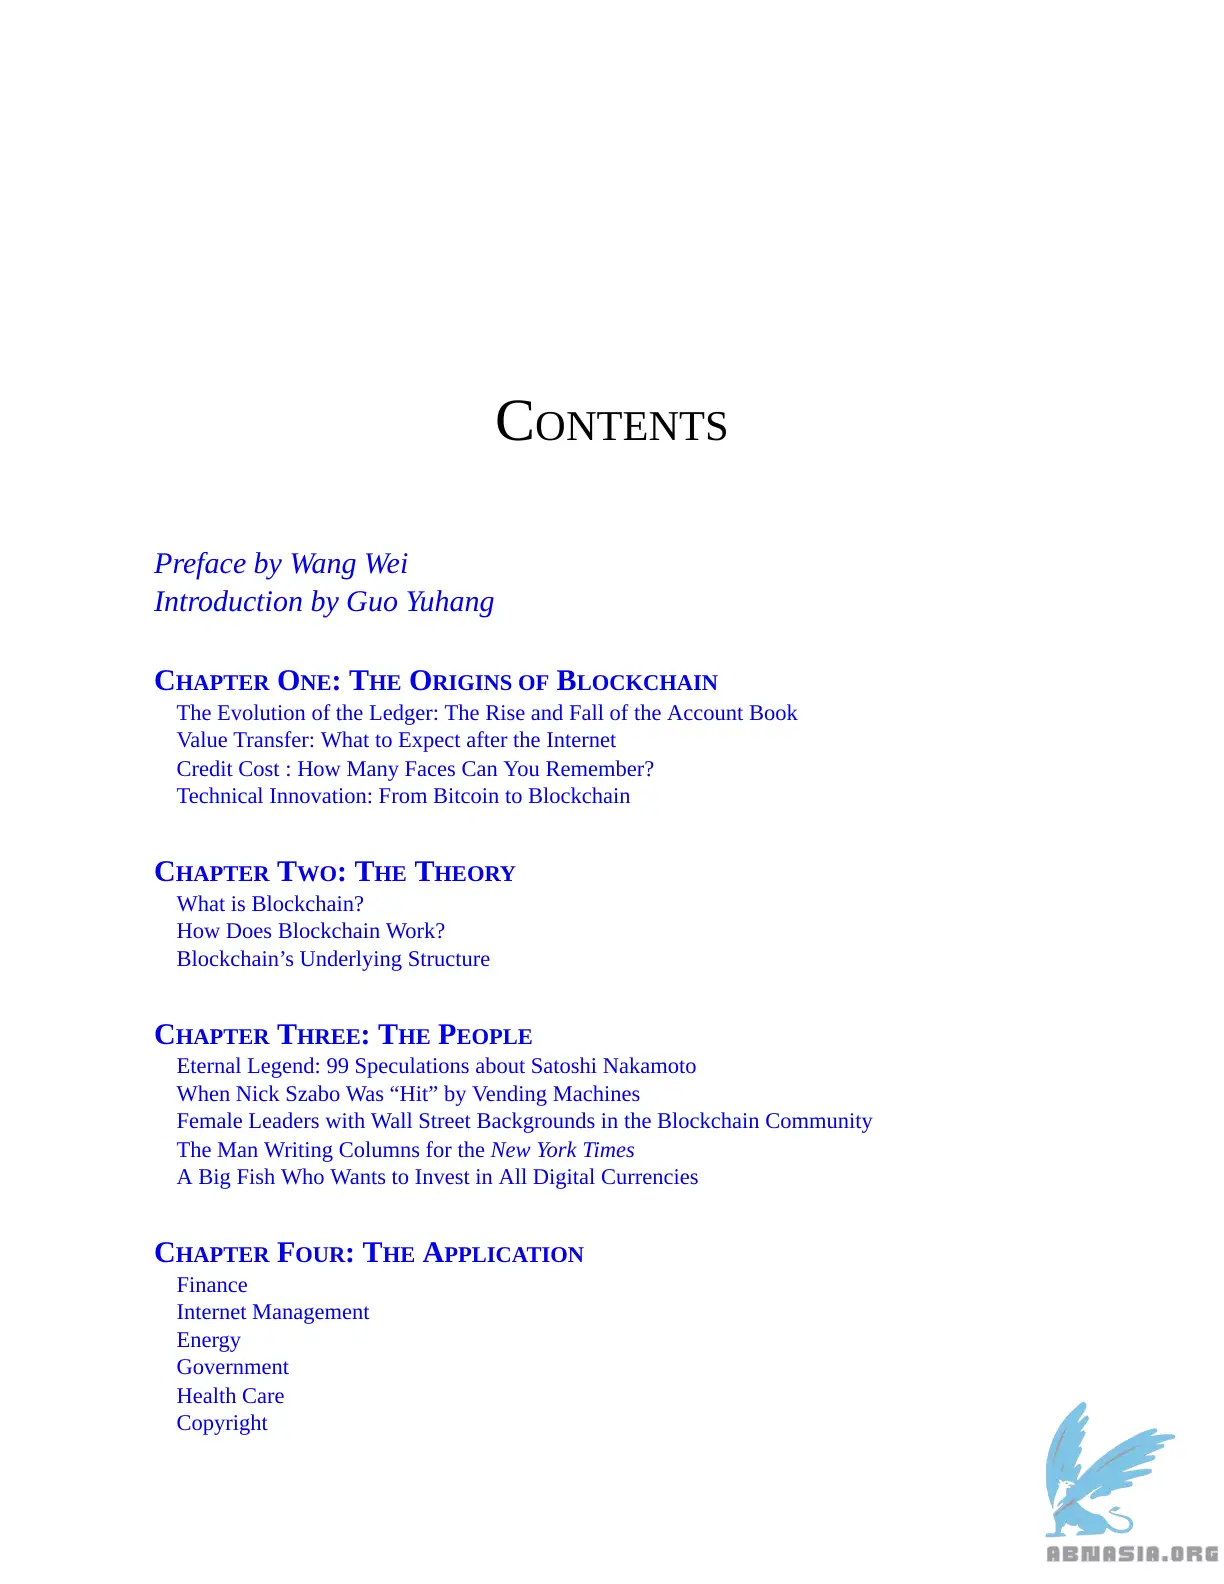 CONTENTS
Preface by Wang Wei
Introduction by Guo Yuhang
CHAPTER ONE: THE ORIGINS OF BLOCKCHAIN
The Evolution of the Ledger: The Rise and Fall of the Account Book
Value Transfer: What to Expect after the Internet
Credit Cost : How Many Faces Can You Remember?
Technical Innovation: From Bitcoin to Blockchain
CHAPTER TWO: THE THEORY
What is Blockchain?
How Does Blockchain Work?
Blockchain’s Underlying Structure
CHAPTER THREE: THE PEOPLE
Eternal Legend: 99 Speculations about Satoshi Nakamoto
When Nick Szabo Was “Hit” by Vending Machines
Female Leaders with Wall Street Backgrounds in the Blockchain Community
The Man Writing Columns for the New York Times
A Big Fish Who Wants to Invest in All Digital Currencies
CHAPTER FOUR: THE APPLICATION
Finance
Internet Management
Energy
Government
Health Care
Copyright
ABNASIA.ORG